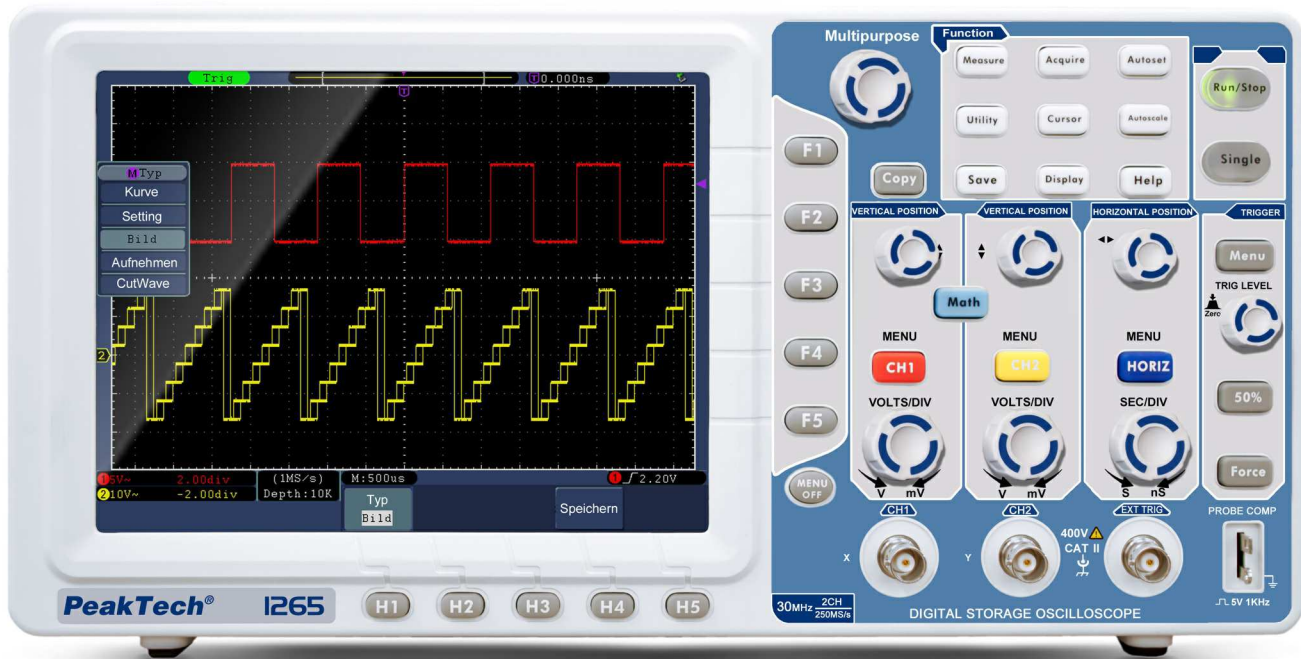 Trig
T 0.000ns
T
M Typ
Kurve
Setting
Bild
Aufnehmen
CutWave
2
1 5V~ 2.00div
2 10V~ -2.00div
(1MS/s)
Depth:10K
M:500us
1 2.20V
Typ
Bild
Speichern
PeakTech® 1265
H1 H2 H3 H4 H5
Multipurpose
Function
Measure Acquire Autoset
Utility Cursor Autoscale
Save Display Help
Run/Stop
Single
Copy
F1
F2
F3
F4
F5
MENU
OFF
VERTICAL POSITION
VERTICAL POSITION
HORIZONTAL POSITION
TRIGGER
Math
MENU
CH1
VOLTS/DIV
V mV
MENU
CH2
VOLTS/DIV
V mV
MENU
HORIZ
SEC/DIV
S nS
Menu
TRIG LEVEL
Zero
50%
Force
CH1
X
CH2
Y
400V
CAT II
EXT TRIG
PROBE COMP
5V 1KHz
30MHz 2CH
250MS/s
DIGITAL STORAGE OSCILLOSCOPE